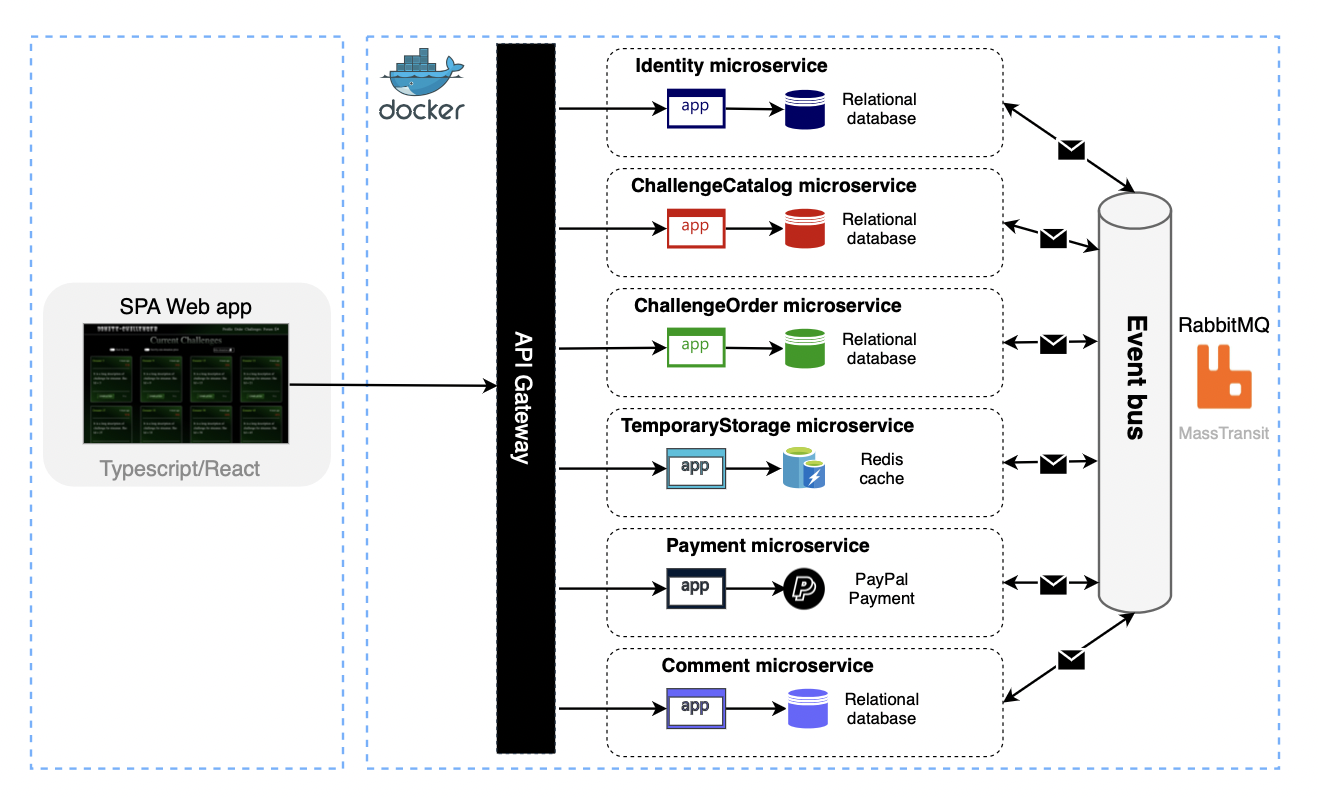 docker
Identity microservice
app
Relational
database
ChallengeCatalog microservice
app
Relational
database
ChallengeOrder microservice
app
Relational
database
TemporaryStorage microservice
app
Redis
cache
Payment microservice
app
PayPal
Payment
Comment microservice
app
Relational
database
API Gateway
SPA Web app
Current Challenges
Typescript/React
Event bus
RabbitMQ
MassTransit